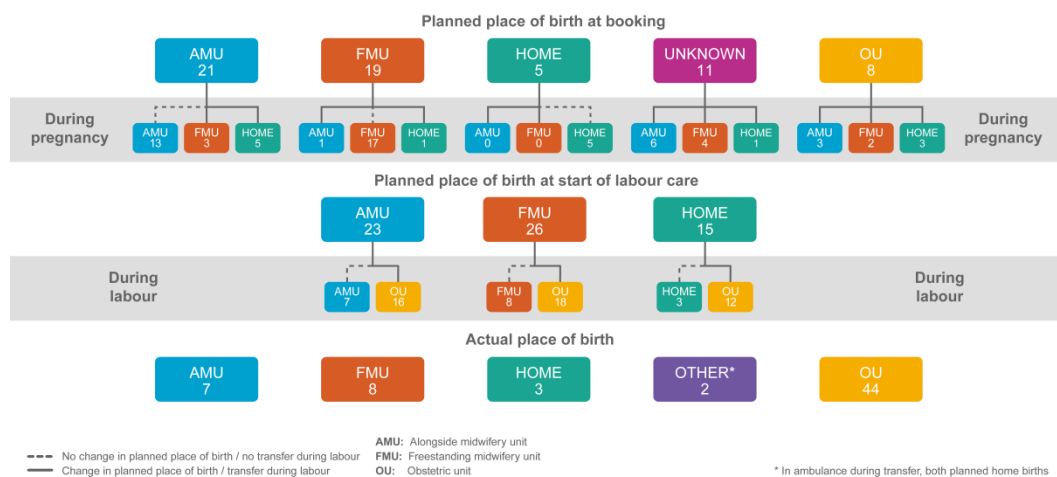 Planned place of birth at booking
AMU
21
FMU
19
HOME
5
UNKNOWN
11
OU
8
During
pregnancy
AMU
13
FMU
3
HOME
5
AMU
1
FMU
17
HOME
1
AMU
0
FMU
0
HOME
5
AMU
6
FMU
4
HOME
1
AMU
3
FMU
2
HOME
3
During
pregnancy
Planned place of birth at start of labour care
AMU
23
FMU
26
HOME
15
During
labour
AMU
7
OU
16
FMU
8
OU
18
HOME
3
OU
12
During
labour
Actual place of birth
AMU
7
FMU
8
HOME
3
OTHER*
2
OU
44
No change in planned place of birth / no transfer during labour
Change in planned place of birth / transfer during labour
AMU: Alongside midwifery unit
FMU: Freestanding midwifery unit
OU: Obstetric unit
* In ambulance during transfer, both planned home births